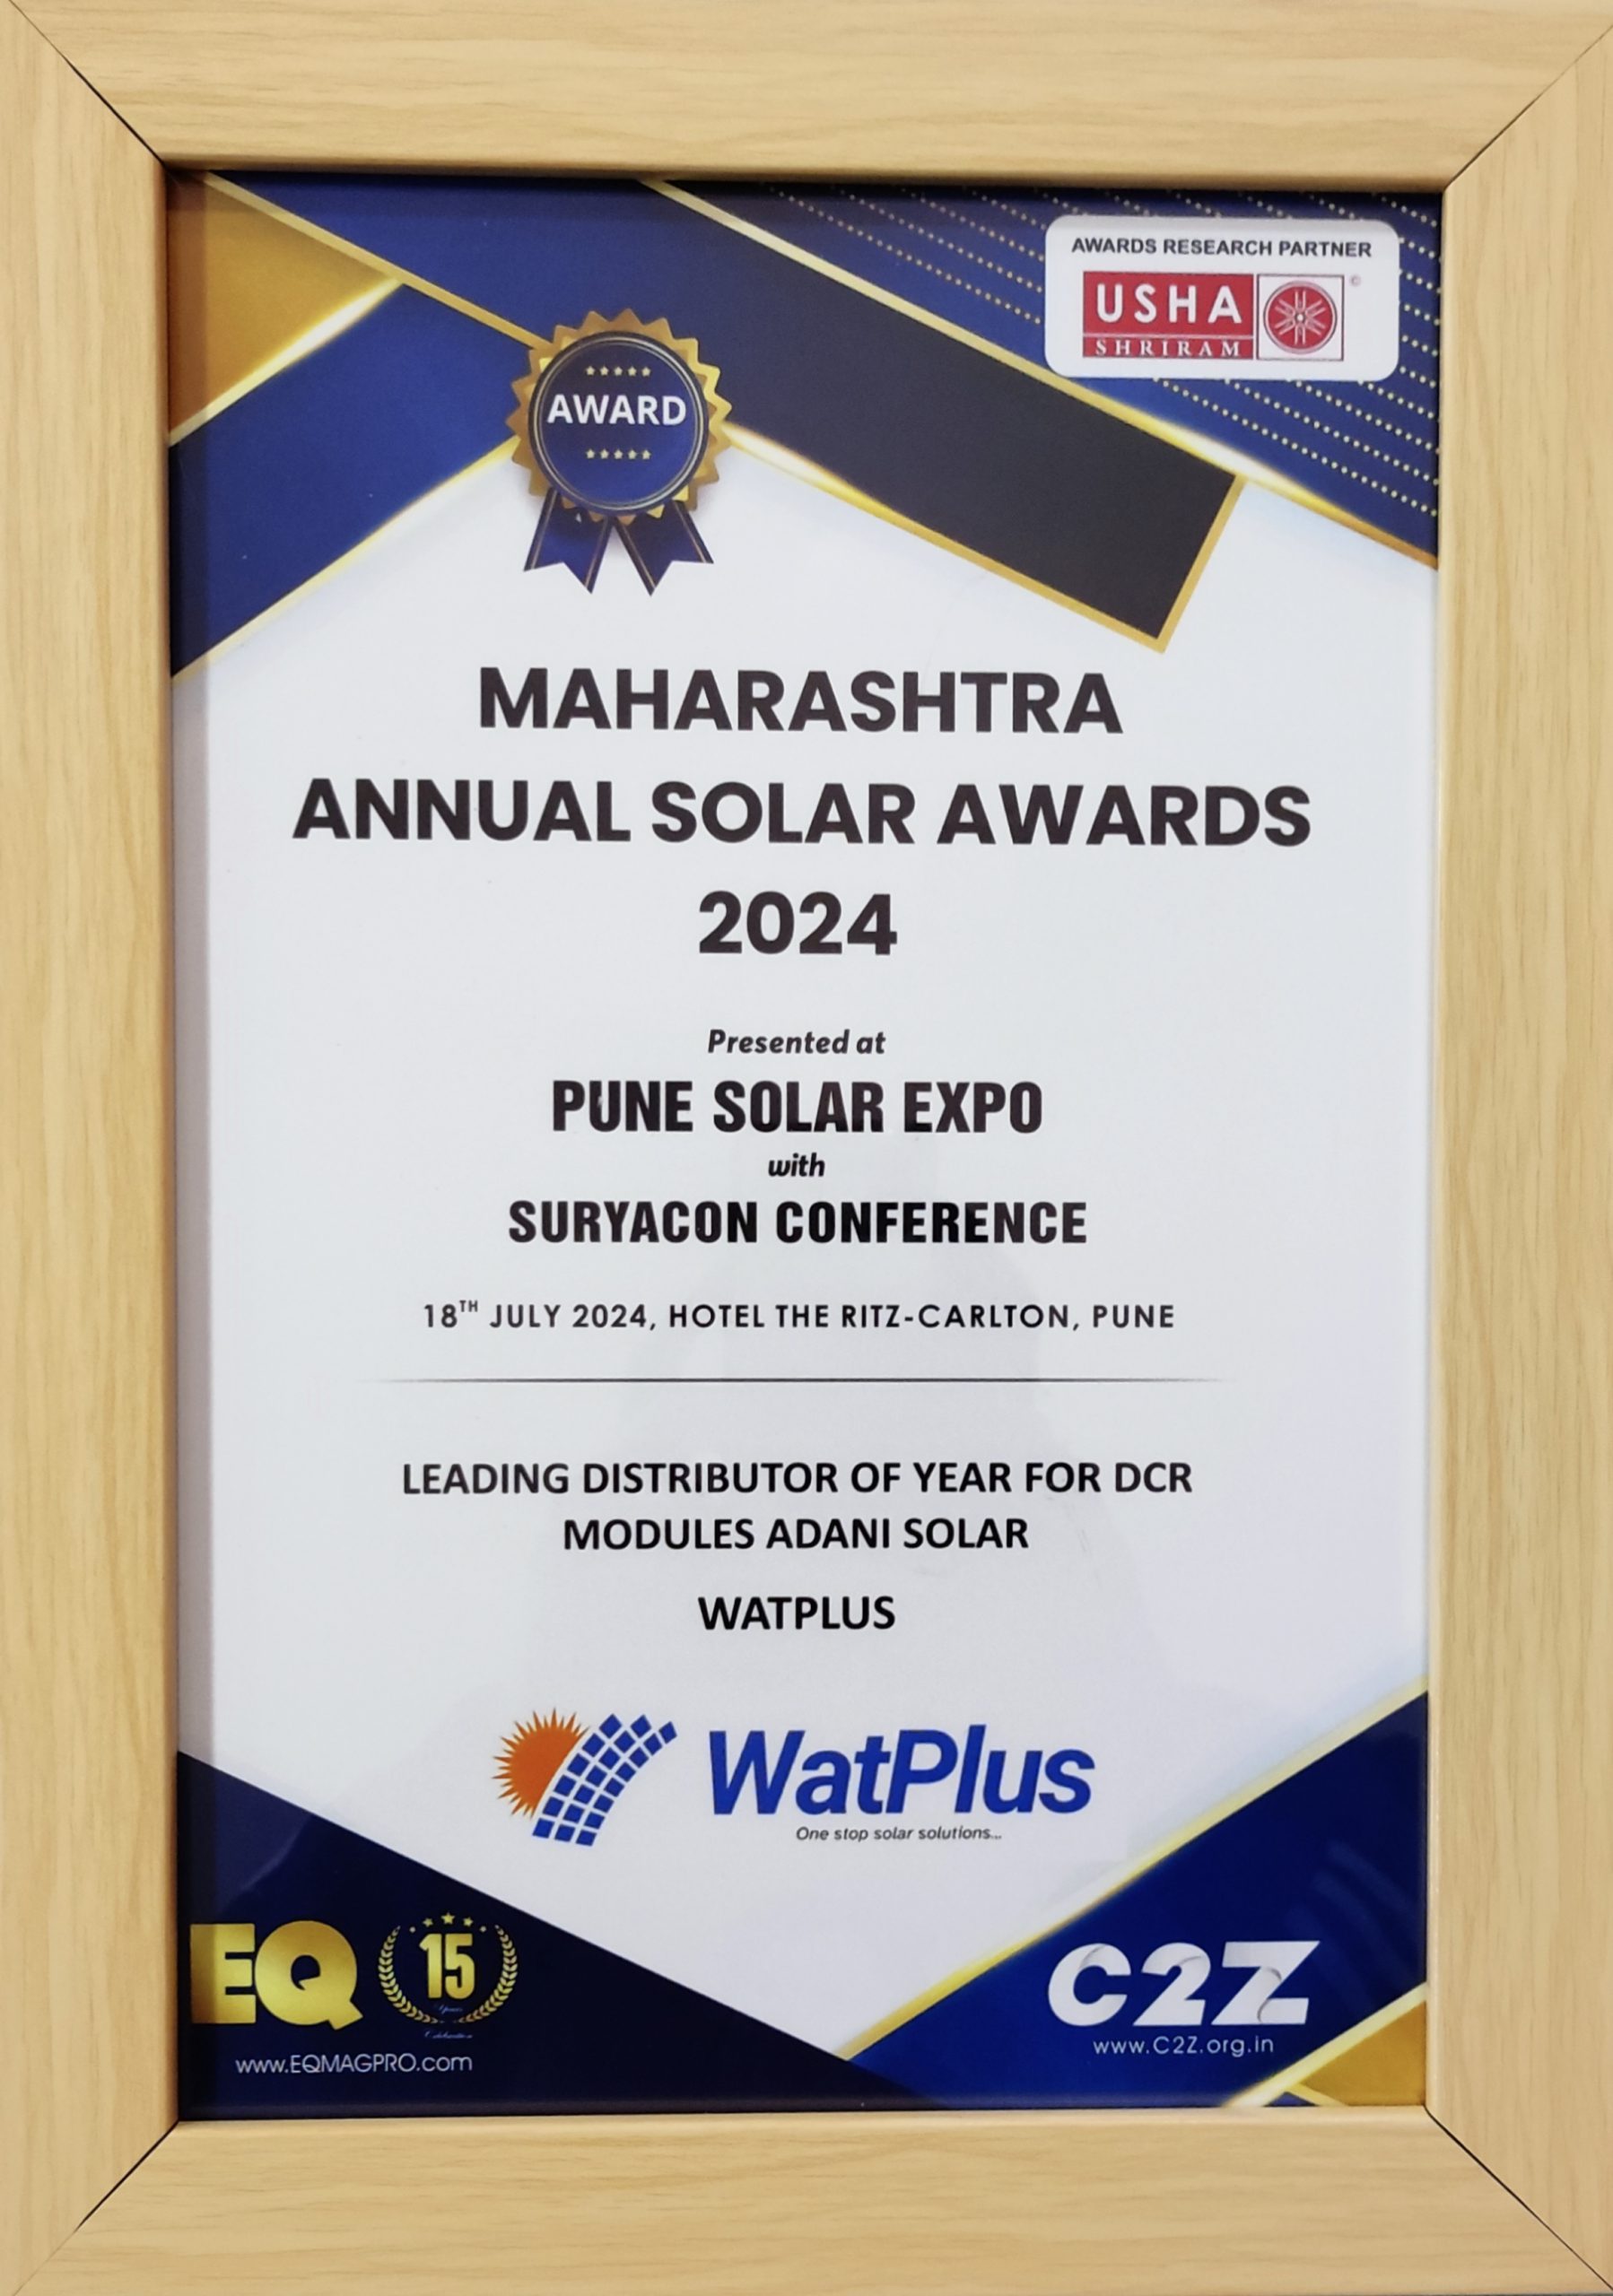 AWARDS RESEARCH PARTNER
USHA
SHRIRAM
©
AWARD
MAHARASHTRA
ANNUAL SOLAR AWARDS
2024
Presented at
PUNE SOLAR EXPO
with
SURYACON CONFERENCE
18TH JULY 2024, HOTEL THE RITZ-CARLTON, PUNE
LEADING DISTRIBUTOR OF YEAR FOR DCR
MODULES ADANI SOLAR
WATPLUS
WatPlus
One stop solar solutions...
EQ
15
Years
Celebration
www.EQMAGPRO.com
C2Z
www.C2Z.org.in